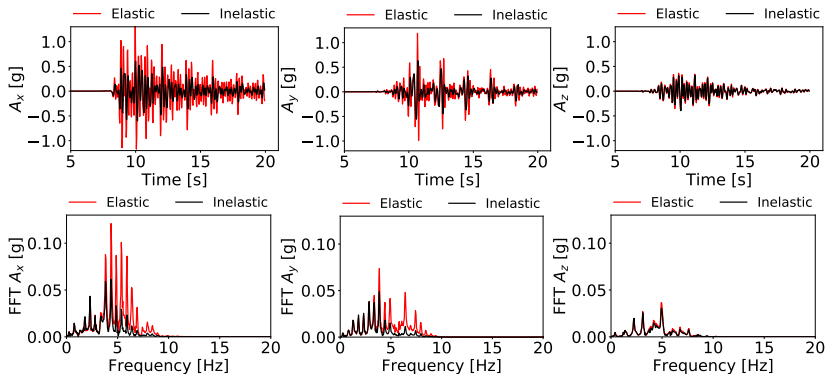 Elastic Inelastic Elastic Inelastic Elastic Inelastic
A_x [g] 1.0 0.5 0.0 −0.5 −1.0
A_y [g] 1.0 0.5 0.0 −0.5 −1.0
A_z [g] 1.0 0.5 0.0 −0.5 −1.0
5 10 15 20 5 10 15 20 5 10 15 20
Time [s] Time [s] Time [s]
Elastic Inelastic Elastic Inelastic Elastic Inelastic
FFT A_x [g] 0.10 0.05 0.00
FFT A_y [g] 0.10 0.05 0.00
FFT A_z [g] 0.10 0.05 0.00
0 5 10 15 20 0 5 10 15 20 0 5 10 15 20
Frequency [Hz] Frequency [Hz] Frequency [Hz]